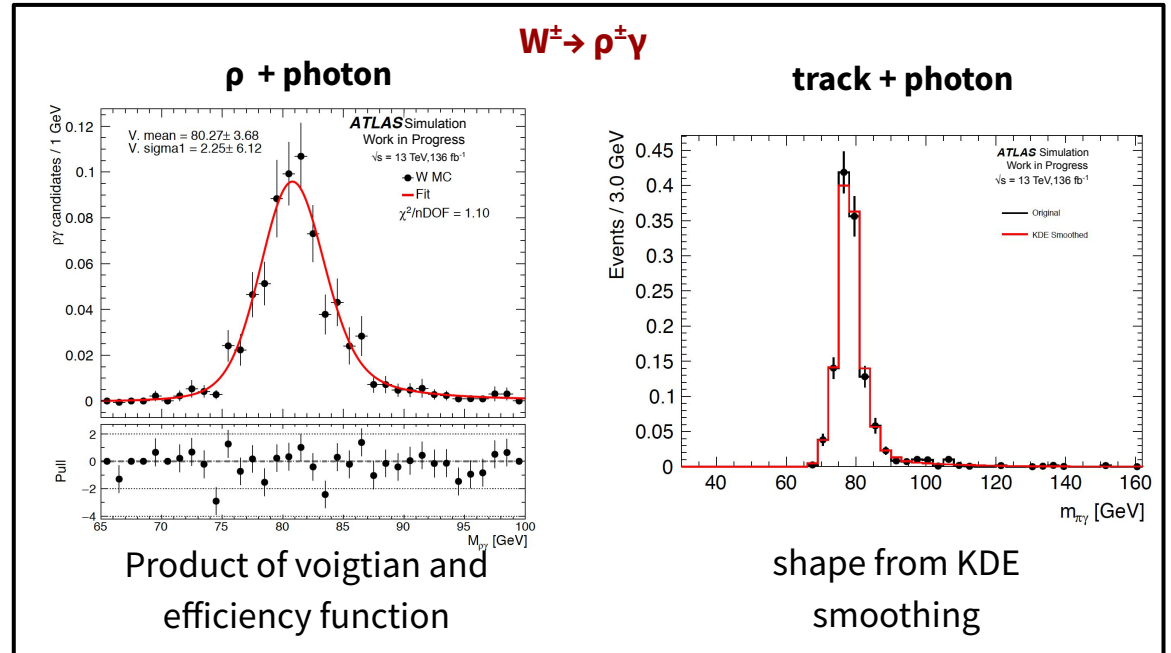 W±→ ρ±γ
ρ + photon
track + photon
ργ candidates / 1 GeV
0.12
0.1
0.08
0.06
0.04
0.02
0
V. mean = 80.27± 3.68
V. sigma1 = 2.25± 6.12
ATLAS Simulation
Work in Progress
√s = 13 TeV,136 fb⁻¹
W MC
Fit
χ²/nDOF = 1.10
Pull
2
0
−2
−4
65 70 75 80 85 90 95 100
Mργ [GeV]
Events / 3.0 GeV
0.45
0.4
0.35
0.3
0.25
0.2
0.15
0.1
0.05
0
ATLAS Simulation
Work in Progress
√s = 13 TeV,136 fb⁻¹
Original
KDE Smoothed
40 60 80 100 120 140 160
mπγ [GeV]
Product of voigtian and
efficiency function
shape from KDE
smoothing